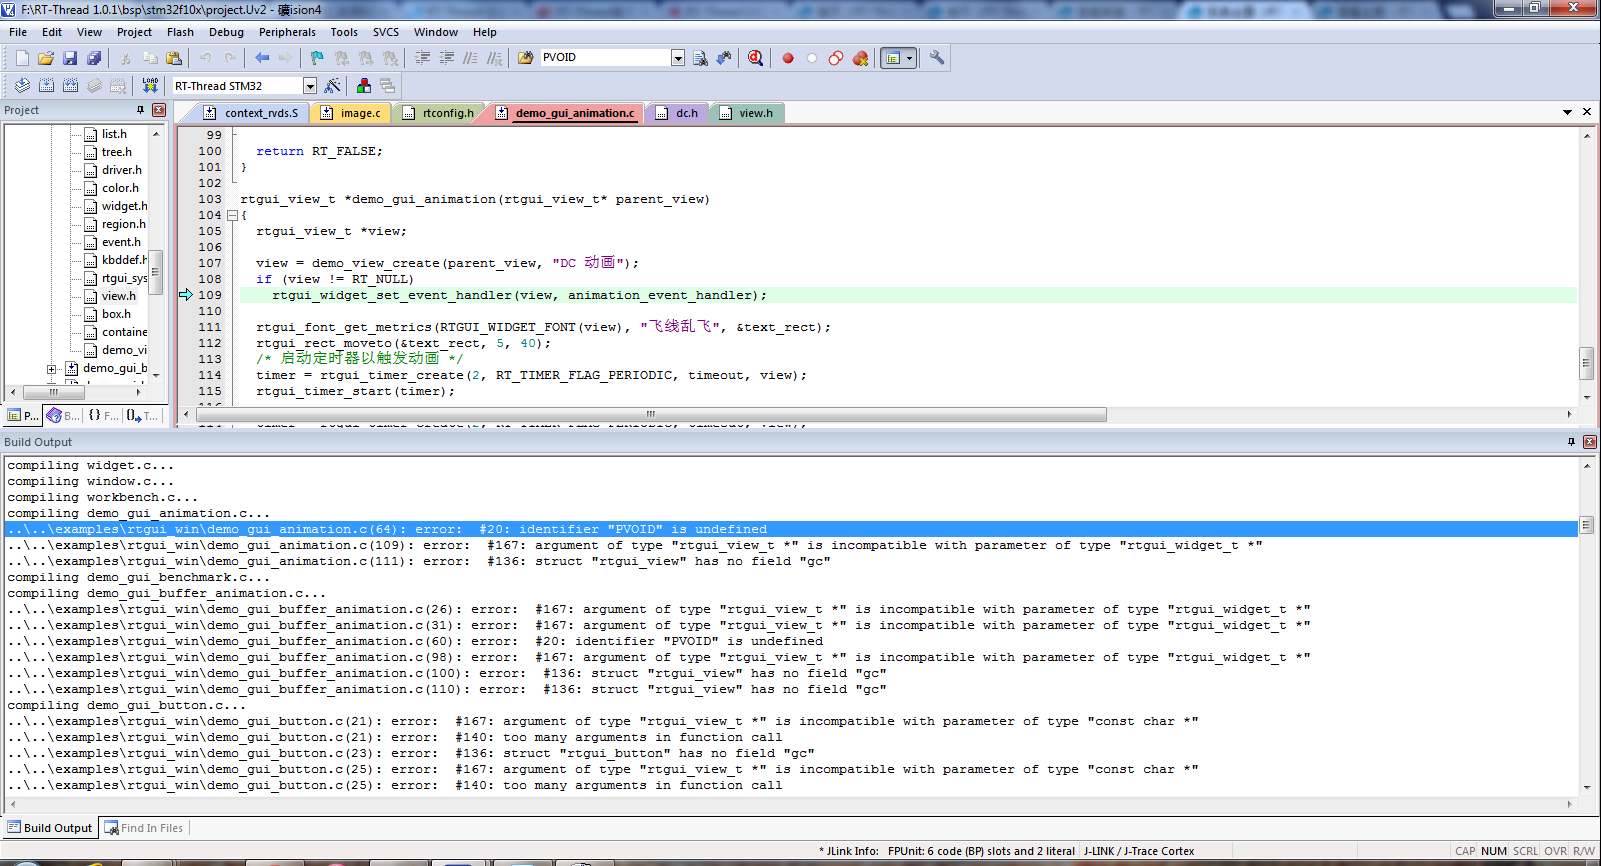 F:\RT-Thread 1.0.1\bsp\stm32f10x\project.Uv2 - 礦ision4
File Edit View Project Flash Debug Peripherals Tools SVCS Window Help
PVOID
LOAD
RT-Thread STM32
Project
context_rvds.S image.c rtconfig.h demo_gui_animation.c dc.h view.h
list.h
tree.h
driver.h
color.h
widget.h
region.h
event.h
kbddef.h
rtgui_sys
view.h
box.h
containe
demo_vi
demo_gui_b
P... B... {} F... {}, T...
99
100 return RT_FALSE;
101 }
102
103 rtgui_view_t *demo_gui_animation(rtgui_view_t* parent_view)
104 {
105 rtgui_view_t *view;
106
107 view = demo_view_create(parent_view, "DC 动画");
108 if (view != RT_NULL)
109 rtgui_widget_set_event_handler(view, animation_event_handler);
110
111 rtgui_font_get_metrics(RTGUI_WIDGET_FONT(view), "飞线乱飞", &text_rect);
112 rtgui_rect_moveto(&text_rect, 5, 40);
113 /* 启动定时器以触发动画 */
114 timer = rtgui_timer_create(2, RT_TIMER_FLAG_PERIODIC, timeout, view);
115 rtgui_timer_start(timer);
Build Output
compiling widget.c...
compiling window.c...
compiling workbench.c...
compiling demo_gui_animation.c...
..\..\examples\rtgui_win\demo_gui_animation.c(64): error: #20: identifier "PVOID" is undefined
..\..\examples\rtgui_win\demo_gui_animation.c(109): error: #167: argument of type "rtgui_view_t *" is incompatible with parameter of type "rtgui_widget_t *"
..\..\examples\rtgui_win\demo_gui_animation.c(111): error: #136: struct "rtgui_view" has no field "gc"
compiling demo_gui_benchmark.c...
compiling demo_gui_buffer_animation.c...
..\..\examples\rtgui_win\demo_gui_buffer_animation.c(26): error: #167: argument of type "rtgui_view_t *" is incompatible with parameter of type "rtgui_widget_t *"
..\..\examples\rtgui_win\demo_gui_buffer_animation.c(31): error: #167: argument of type "rtgui_view_t *" is incompatible with parameter of type "rtgui_widget_t *"
..\..\examples\rtgui_win\demo_gui_buffer_animation.c(60): error: #20: identifier "PVOID" is undefined
..\..\examples\rtgui_win\demo_gui_buffer_animation.c(98): error: #167: argument of type "rtgui_view_t *" is incompatible with parameter of type "rtgui_widget_t *"
..\..\examples\rtgui_win\demo_gui_buffer_animation.c(100): error: #136: struct "rtgui_view" has no field "gc"
..\..\examples\rtgui_win\demo_gui_buffer_animation.c(110): error: #136: struct "rtgui_view" has no field "gc"
compiling demo_gui_button.c...
..\..\examples\rtgui_win\demo_gui_button.c(21): error: #167: argument of type "rtgui_view_t *" is incompatible with parameter of type "const char *"
..\..\examples\rtgui_win\demo_gui_button.c(21): error: #140: too many arguments in function call
..\..\examples\rtgui_win\demo_gui_button.c(23): error: #136: struct "rtgui_button" has no field "gc"
..\..\examples\rtgui_win\demo_gui_button.c(25): error: #167: argument of type "rtgui_view_t *" is incompatible with parameter of type "const char *"
..\..\examples\rtgui_win\demo_gui_button.c(25): error: #140: too many arguments in function call
Build Output Find In Files
* JLink Info: FPUnit: 6 code (BP) slots and 2 literal J-LINK / J-Trace Cortex CAP NUM SCRL OVR R/W